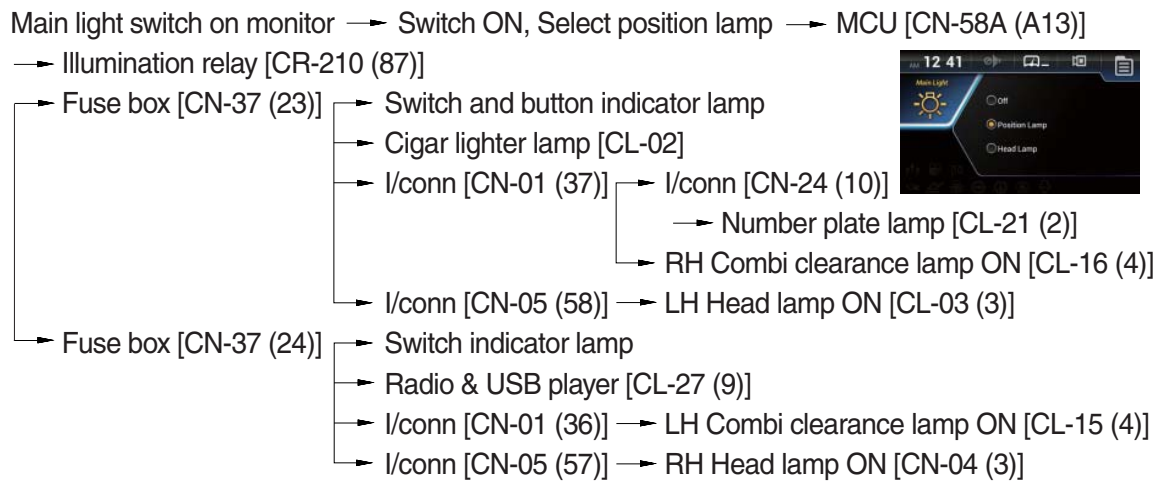 Main light switch on monitor → Switch ON, Select position lamp → MCU [CN-58A (A13)]
→ Illumination relay [CR-210 (87)]
→ Fuse box [CN-37 (23)] → Switch and button indicator lamp
→ Cigar lighter lamp [CL-02]
→ I/conn [CN-01 (37)] → I/conn [CN-24 (10)]
→ Number plate lamp [CL-21 (2)]
→ RH Combi clearance lamp ON [CL-16 (4)]
→ I/conn [CN-05 (58)] → LH Head lamp ON [CL-03 (3)]
→ Fuse box [CN-37 (24)] → Switch indicator lamp
→ Radio & USB player [CL-27 (9)]
→ I/conn [CN-01 (36)] → LH Combi clearance lamp ON [CL-15 (4)]
→ I/conn [CN-05 (57)] → RH Head lamp ON [CN-04 (3)]
AM 12 41
Main Light
Off
Position Lamp
Head Lamp